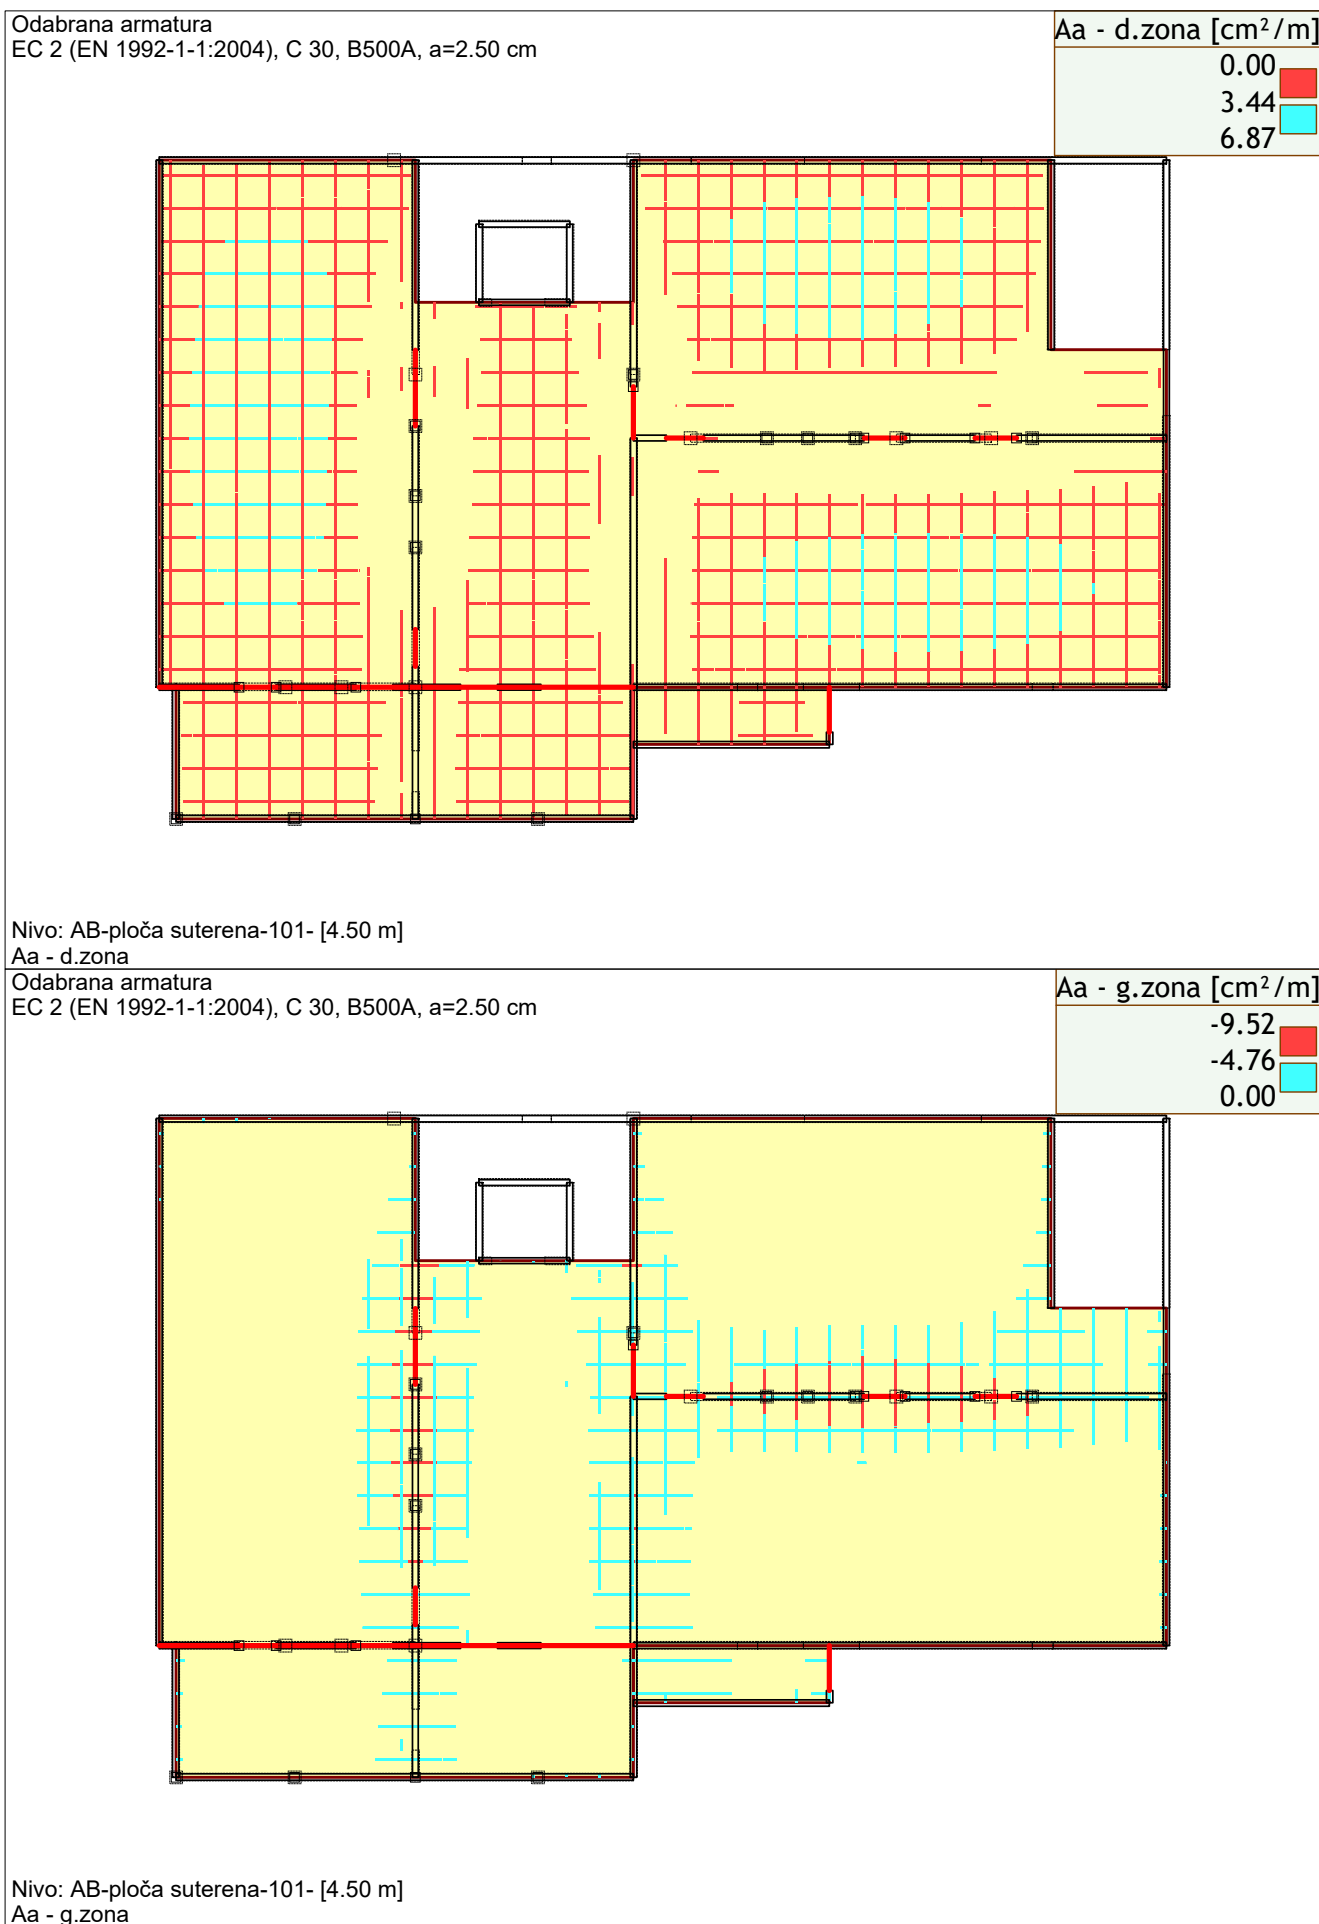 Odabrana armatura
EC 2 (EN 1992-1-1:2004), C 30, B500A, a=2.50 cm
Aa - d.zona [cm²/m]
0.00
3.44
6.87
Nivo: AB-ploča suterena-101- [4.50 m]
Aa - d.zona
Odabrana armatura
EC 2 (EN 1992-1-1:2004), C 30, B500A, a=2.50 cm
Aa - g.zona [cm²/m]
-9.52
-4.76
0.00
Nivo: AB-ploča suterena-101- [4.50 m]
Aa - g.zona